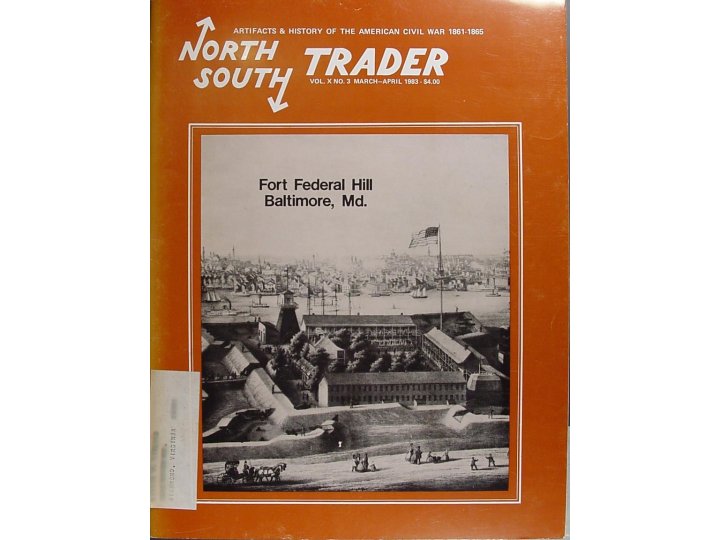 ARTIFACTS & HISTORY OF THE AMERICAN CIVIL WAR 1861-1865
NORTH
SOUTH
TRADER
VOL. X NO. 3 MARCH–APRIL 1983 · $4.00
Fort Federal Hill
Baltimore, Md.
VIRGINIA